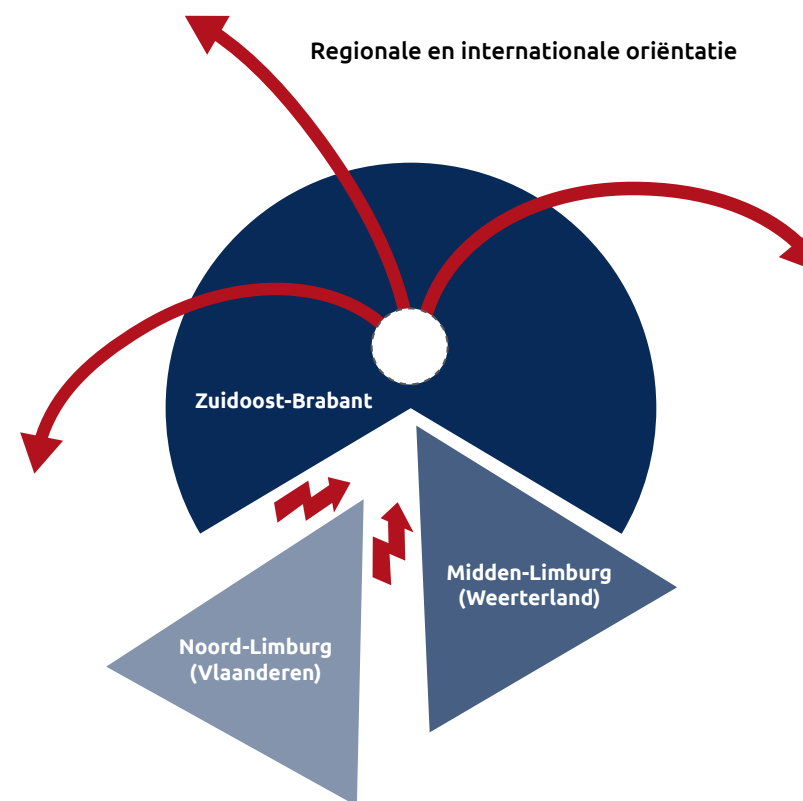 Regionale en internationale oriëntatie
Zuidoost-Brabant
Midden-Limburg
(Weerterland)
Noord-Limburg
(Vlaanderen)